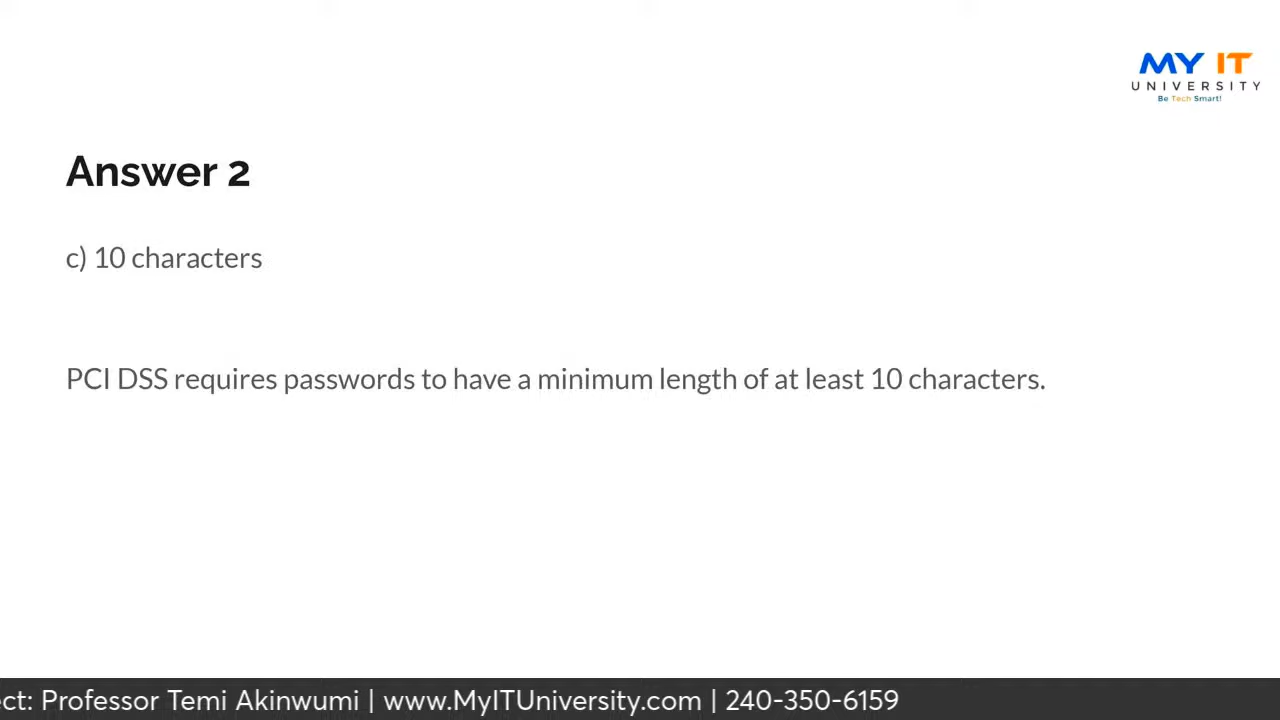 MY IT
UNIVERSITY
Be Tech Smart!
Answer 2
c) 10 characters
PCI DSS requires passwords to have a minimum length of at least 10 characters.
ect: Professor Temi Akinwumi | www.MyITUniversity.com | 240-350-6159